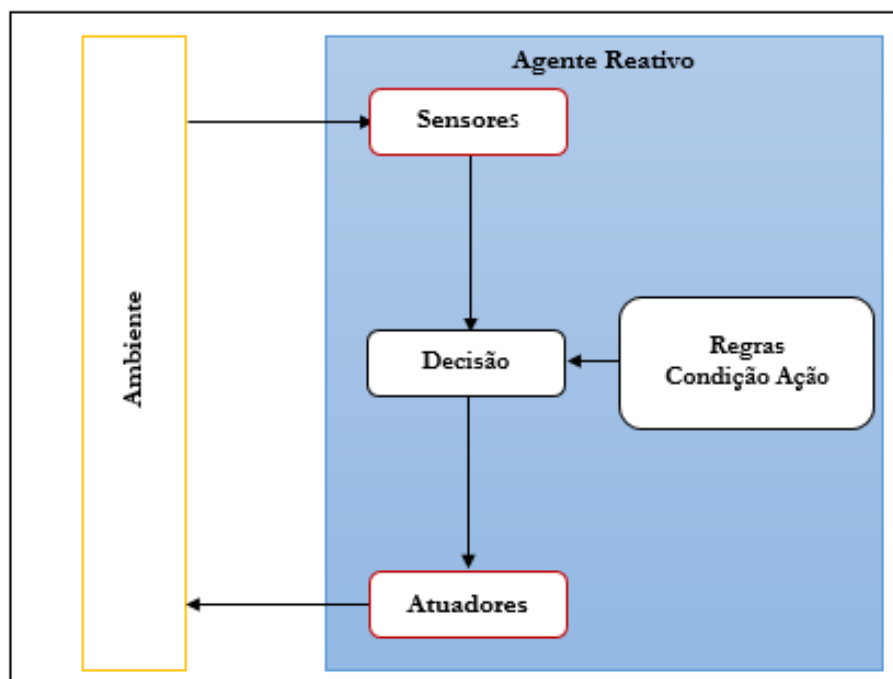 Agente Reativo
Sensores
Ambiente
Decisão
Regras
Condição Ação
Atuadores